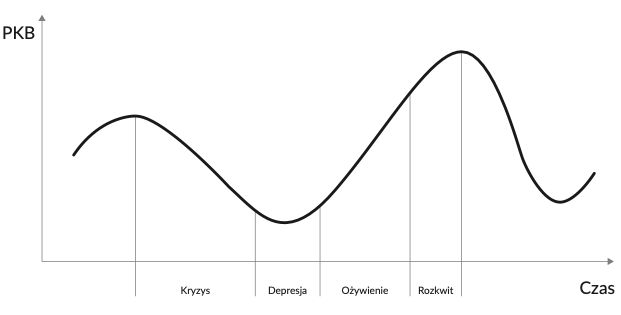 PKB
Kryzys
Depresja
Ożywienie
Rozkwit
Czas